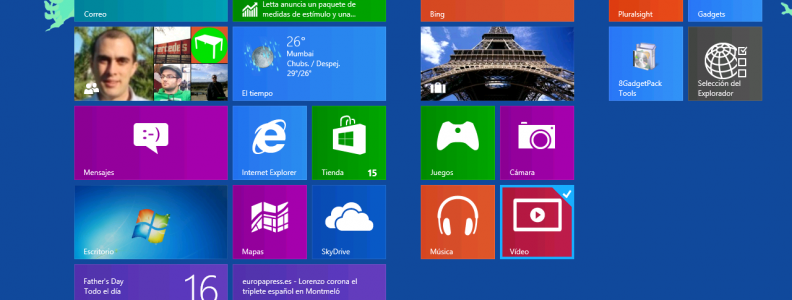 Correo
Letta anuncia un paquete de
medidas de estímulo y una...
Bing
Pluralsight
Gadgets
26°
Mumbai
Chubs. / Despej.
29°/26°
El tiempo
8GadgetPack
Tools
Selección del
Explorador
Mensajes
:-)
Internet Explorer
Tienda
15
Juegos
Cámara
Escritorio
Mapas
SkyDrive
Música
Vídeo
Father's Day
Todo el día
16
europapress.es - Lorenzo corona el
triplete español en Montmeló